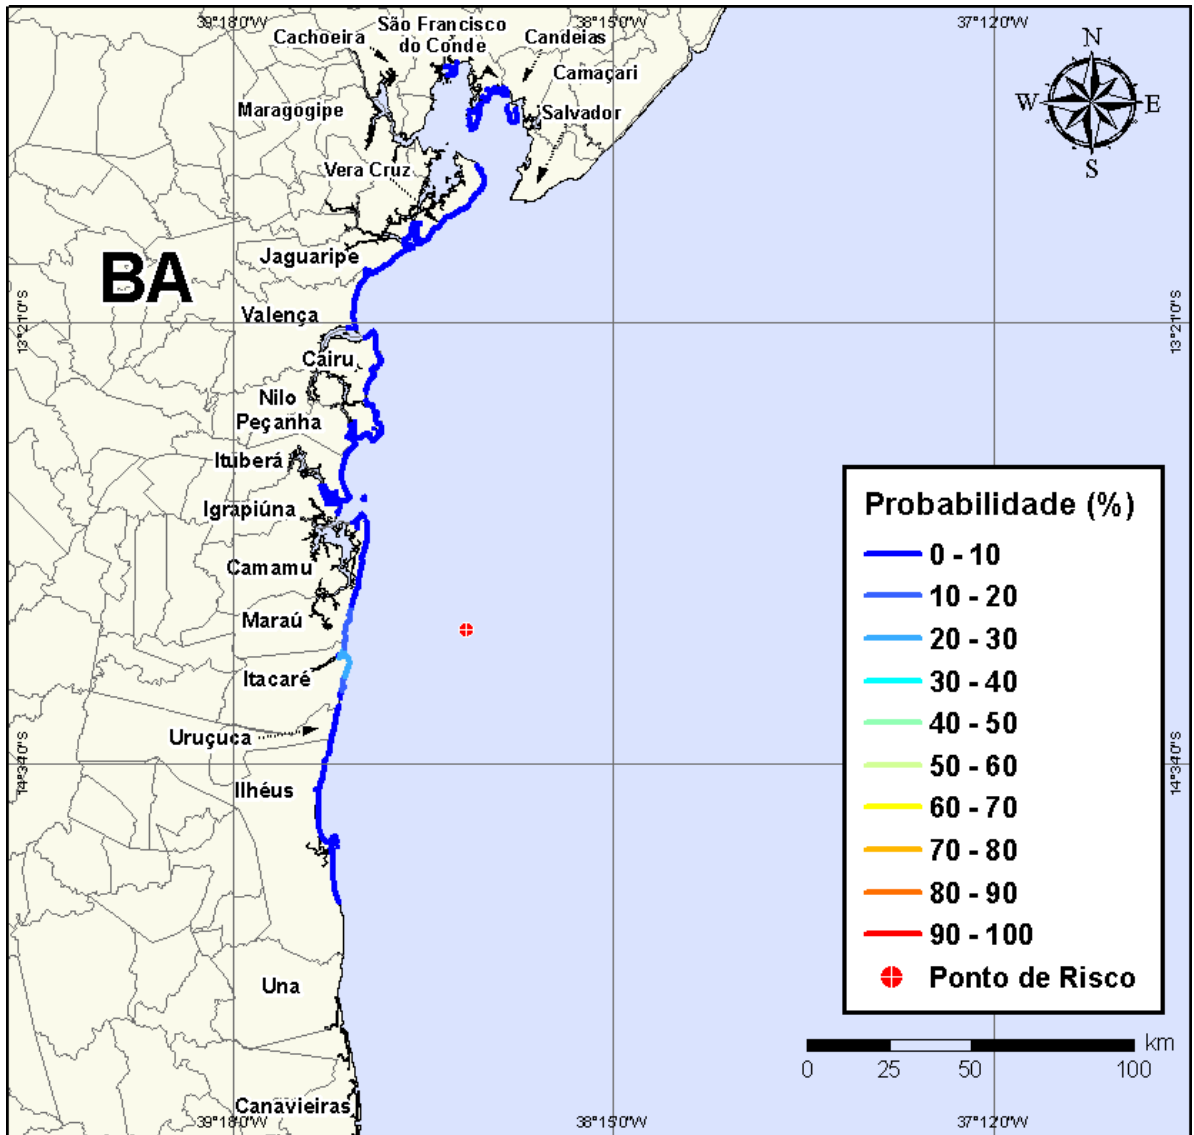 39°18'0"W
38°15'0"W
37°12'0"W
São Francisco
do Conde
Cachoeira
Candeias
Camaçari
Maragogipe
Salvador
Vera Cruz
N
W
E
S
Jaguaripe
BA
Valença
13°21'0"S
13°21'0"S
Cairu
Nilo
Peçanha
Ituberá
Igrapiúna
Camamu
Maraú
Itacaré
Uruçuca
14°34'0"S
14°34'0"S
Ilhéus
Una
Canavieiras
Probabilidade (%)
0 - 10
10 - 20
20 - 30
30 - 40
40 - 50
50 - 60
60 - 70
70 - 80
80 - 90
90 - 100
Ponto de Risco
km
0
25
50
100
39°18'0"W
38°15'0"W
37°12'0"W